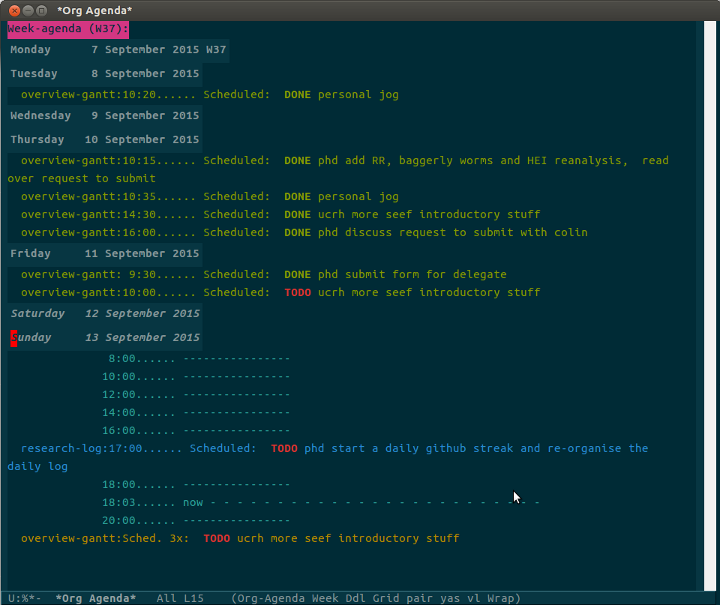 *Org Agenda*
Week-agenda (W37):
Monday      7 September 2015 W37
Tuesday     8 September 2015
overview-gantt:10:20...... Scheduled:  DONE personal jog
Wednesday   9 September 2015
Thursday   10 September 2015
overview-gantt:10:15...... Scheduled:  DONE phd add RR, baggerly worms and HEI reanalysis,  read
over request to submit
overview-gantt:10:35...... Scheduled:  DONE personal jog
overview-gantt:14:30...... Scheduled:  DONE ucrh more seef introductory stuff
overview-gantt:16:00...... Scheduled:  DONE phd discuss request to submit with colin
Friday     11 September 2015
overview-gantt: 9:30...... Scheduled:  DONE phd submit form for delegate
overview-gantt:10:00...... Scheduled:  TODO ucrh more seef introductory stuff
Saturday   12 September 2015
Sunday     13 September 2015
8:00...... ----------------
10:00...... ----------------
12:00...... ----------------
14:00...... ----------------
16:00...... ----------------
research-log:17:00...... Scheduled:  TODO phd start a daily github streak and re-organise the
daily log
18:00...... ----------------
18:03...... now - - - - - - - - - - - - - - - - - - - - - - - - -
20:00...... ----------------
overview-gantt:Sched. 3x:  TODO ucrh more seef introductory stuff
U:%*-  *Org Agenda*   All L15    (Org-Agenda Week Ddl Grid pair yas vl Wrap)